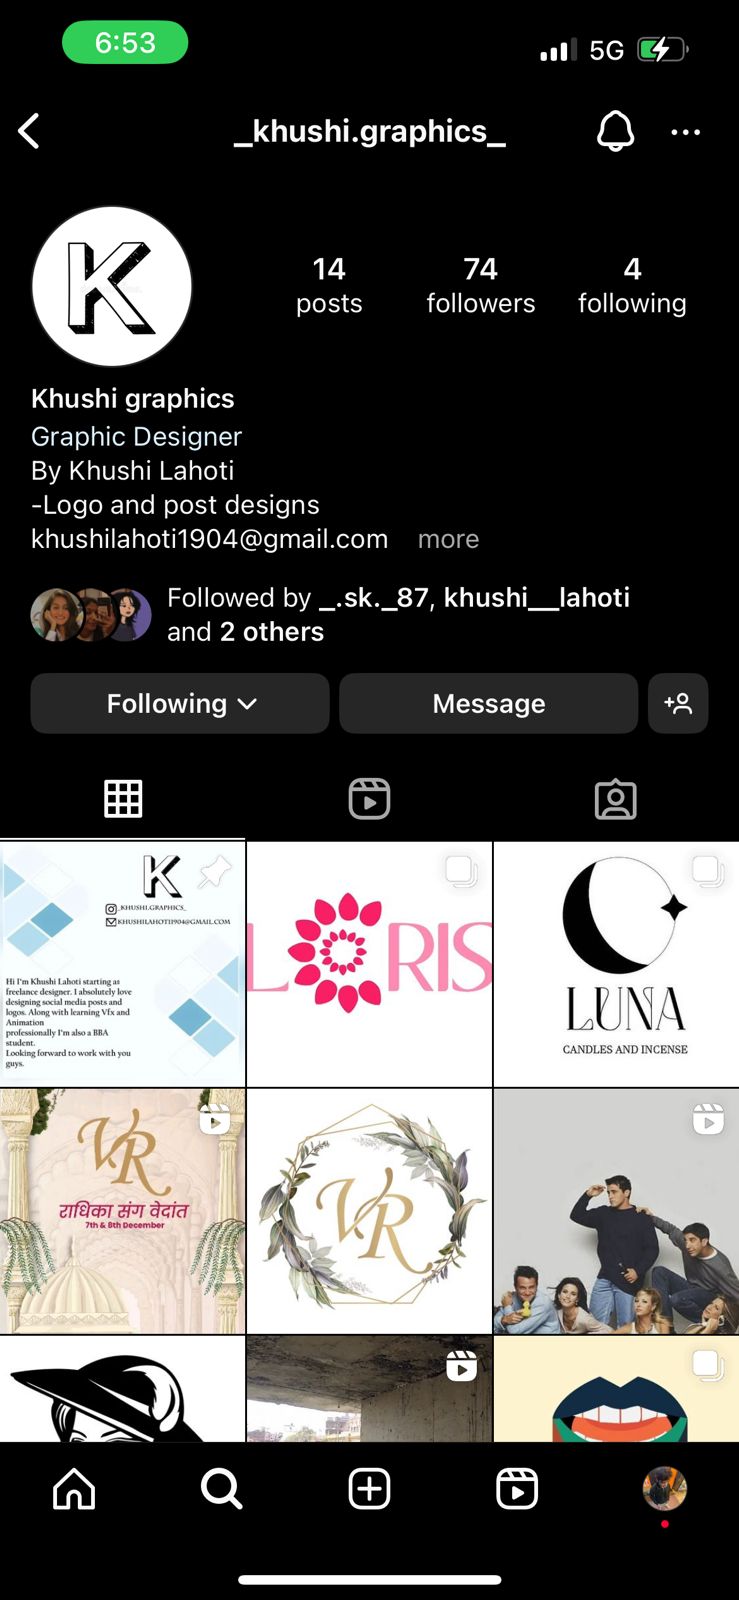 6:53
5G
_khushi.graphics_
K
14
posts
74
followers
4
following
Khushi graphics
Graphic Designer
By Khushi Lahoti
-Logo and post designs
khushilahoti1904@gmail.com more
Followed by _.sk._87, khushi__lahoti
and 2 others
Following
Message
K
_KHUSHI.GRAPHICS_
KHUSHILAHOTI1904@GMAIL.COM
Hi I'm Khushi Lahoti starting as
freelance designer. I absolutely love
designing social media posts and
logos. Along with learning Vfx and
Animation
professionally I'm also a BBA
student.
Looking forward to work with you
guys.
L RIS
LUNA
CANDLES AND INCENSE
VR
राधिका संग वेदांत
7th & 8th December
VR